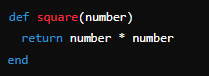 def square(number)
  return number * number
end